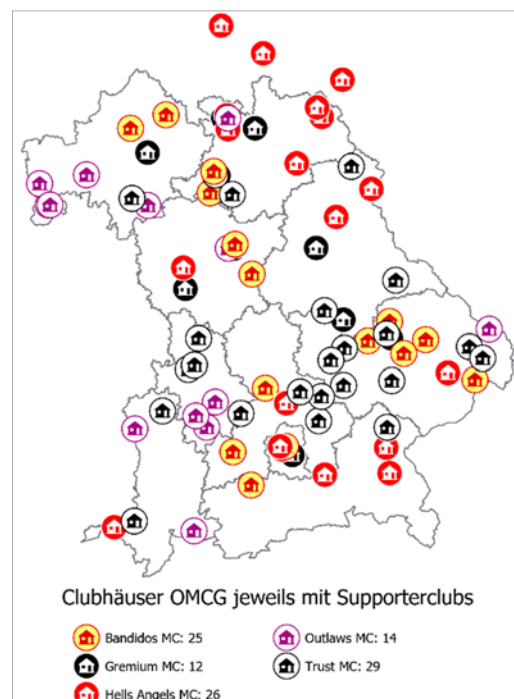 Clubhäuser OMCG jeweils mit Supporterclubs
Bandidos MC: 25
Outlaws MC: 14
Gremium MC: 12
Trust MC: 29
Hells Angels MC: 26